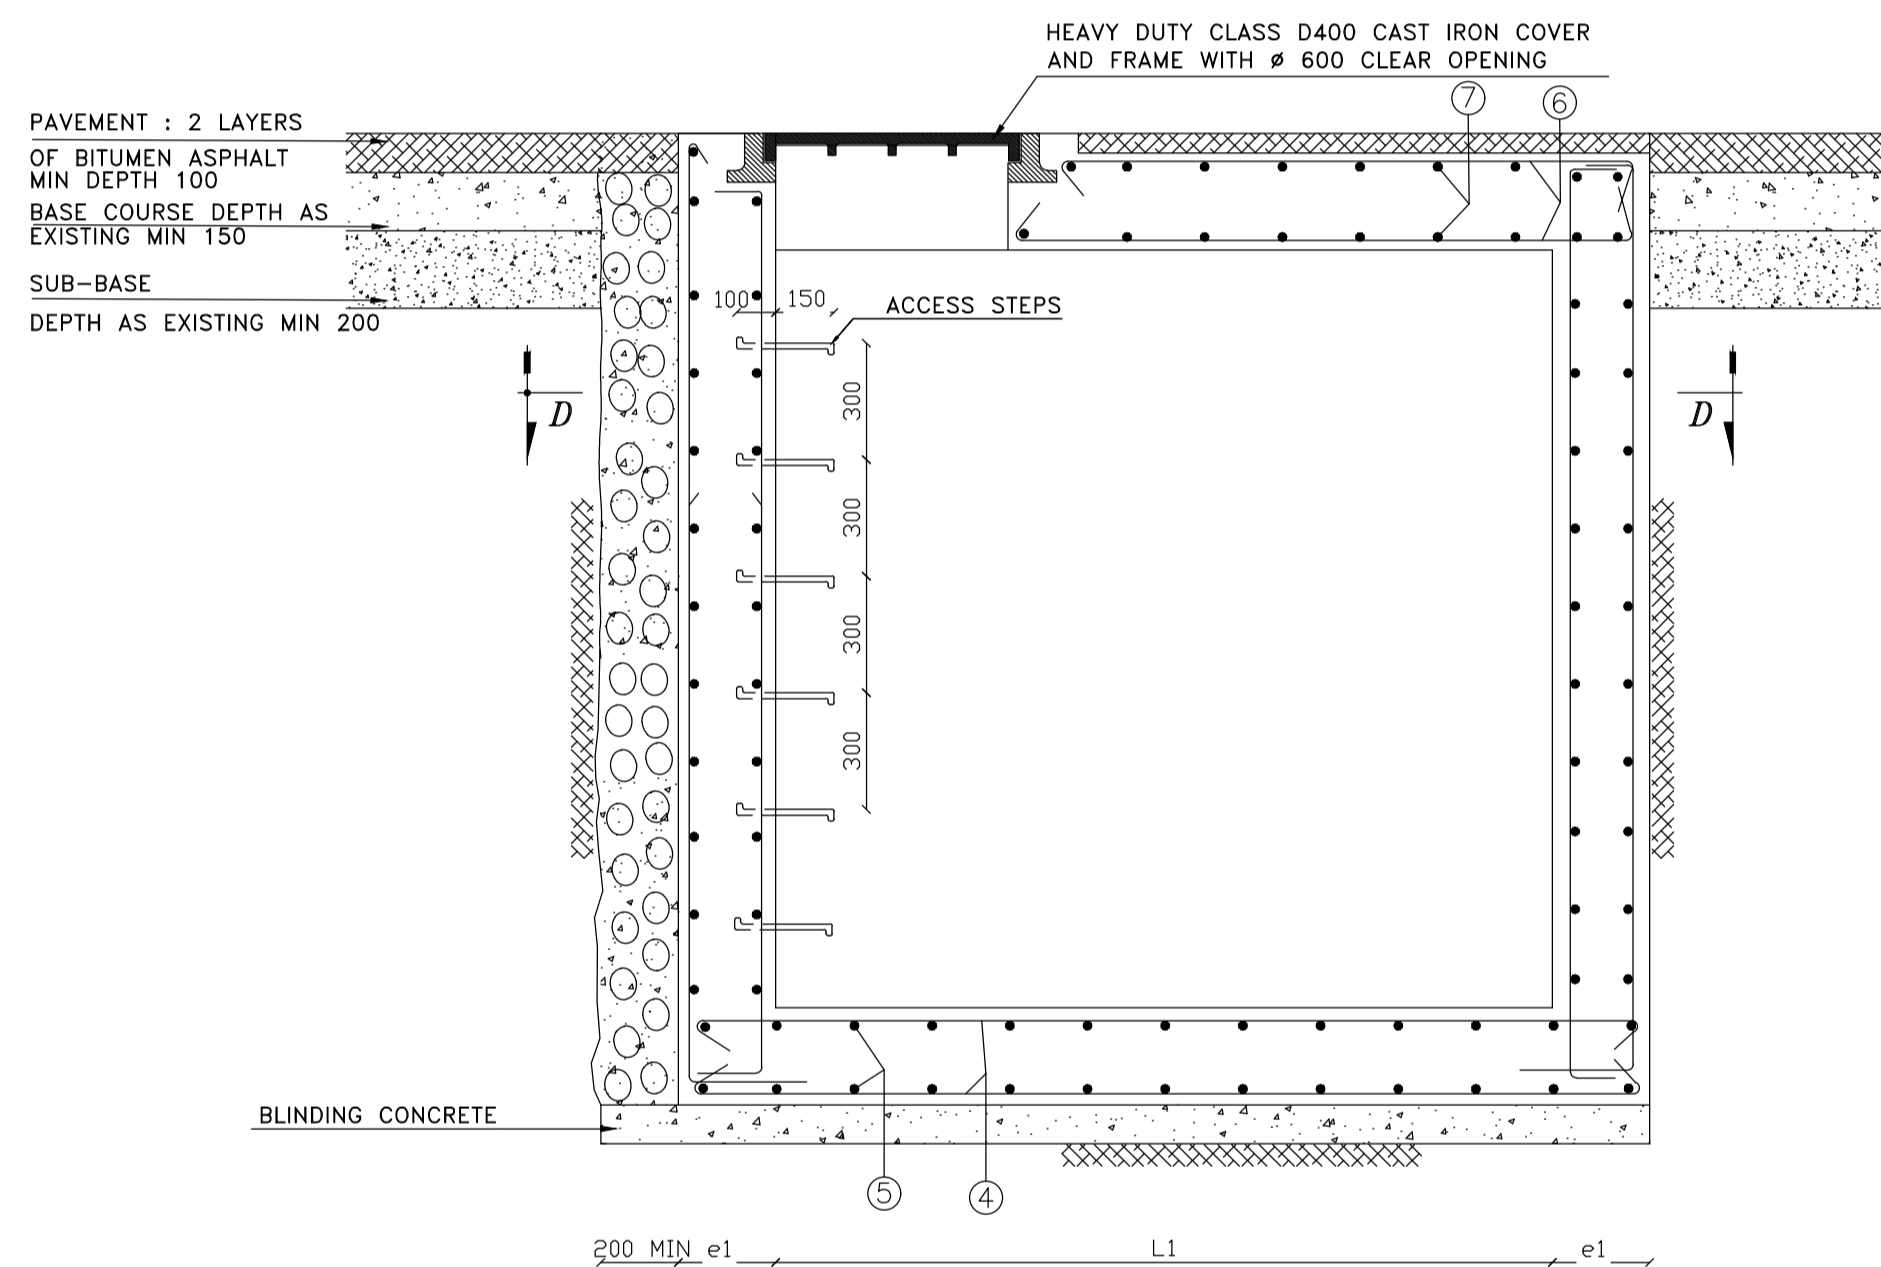 HEAVY DUTY CLASS D400 CAST IRON COVER
AND FRAME WITH ø 600 CLEAR OPENING
7
6
PAVEMENT : 2 LAYERS
OF BITUMEN ASPHALT
MIN DEPTH 100
BASE COURSE DEPTH AS
EXISTING MIN 150
SUB-BASE
DEPTH AS EXISTING MIN 200
100
150
ACCESS STEPS
D
D
300
300
300
300
BLINDING CONCRETE
5
4
200 MIN
e1
L1
e1